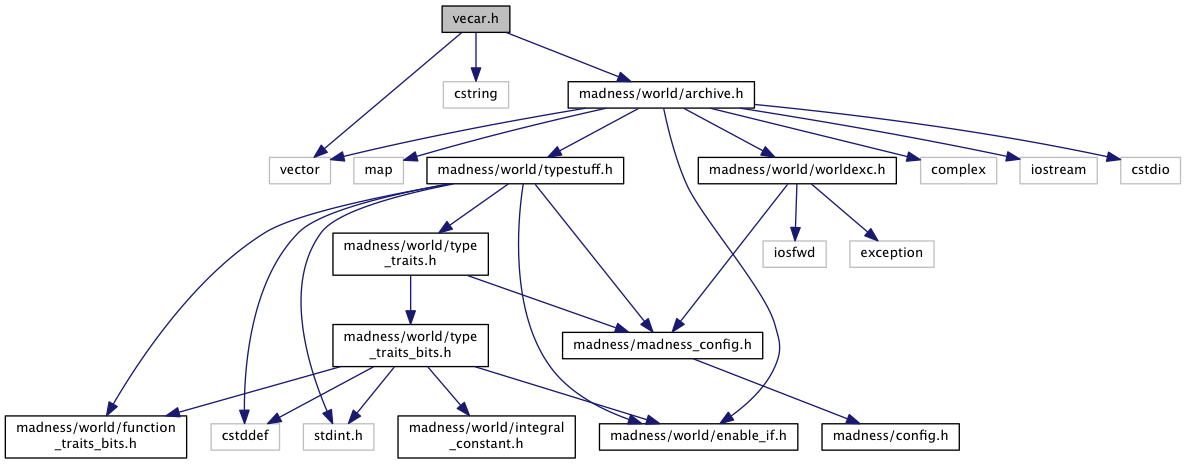 vecar.h
cstring
madness/world/archive.h
vector
map
madness/world/typestuff.h
madness/world/worldexc.h
complex
iostream
cstdio
madness/world/type
_traits.h
iosfwd
exception
madness/world/type
_traits_bits.h
madness/madness_config.h
madness/world/function
_traits_bits.h
cstddef
stdint.h
madness/world/integral
_constant.h
madness/world/enable_if.h
madness/config.h